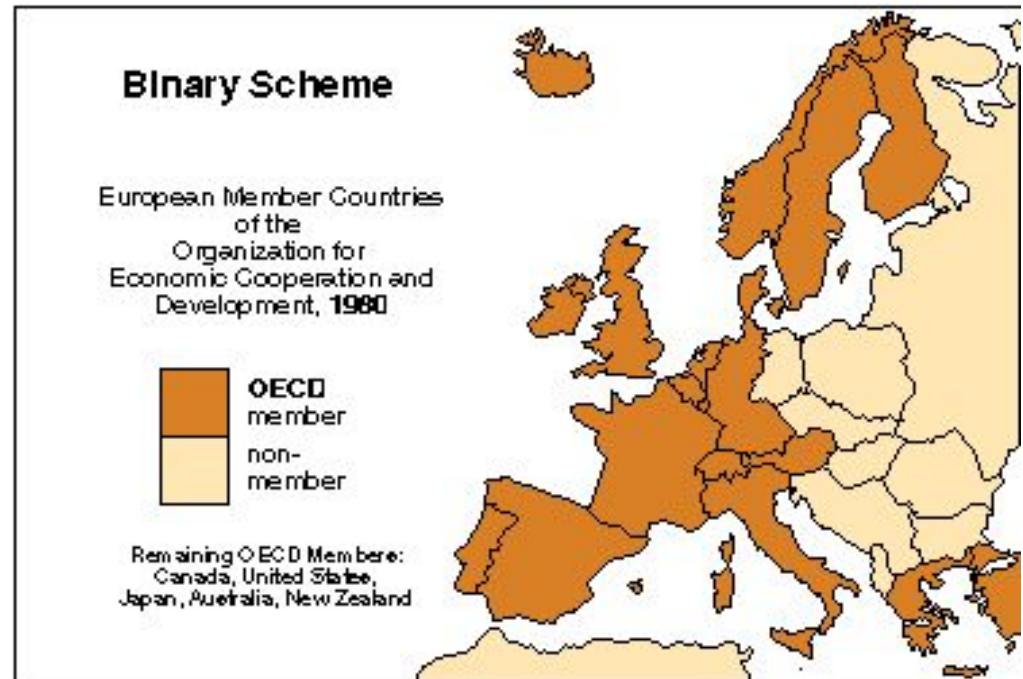 Binary Scheme
European Member Countries
of the
Organization for
Economic Cooperation and
Development, 1980
OECD
member
non-
member
Remaining OECD Members:
Canada, United States,
Japan, Australia, New Zealand